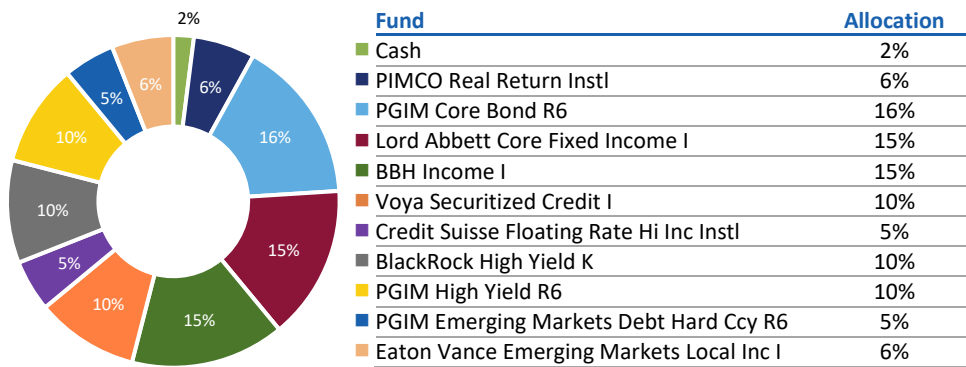 2%
6%
16%
15%
15%
10%
5%
10%
10%
5%
6%
Fund Allocation
Cash 2%
PIMCO Real Return Instl 6%
PGIM Core Bond R6 16%
Lord Abbett Core Fixed Income I 15%
BBH Income I 15%
Voya Securitized Credit I 10%
Credit Suisse Floating Rate Hi Inc Instl 5%
BlackRock High Yield K 10%
PGIM High Yield R6 10%
PGIM Emerging Markets Debt Hard Ccy R6 5%
Eaton Vance Emerging Markets Local Inc I 6%